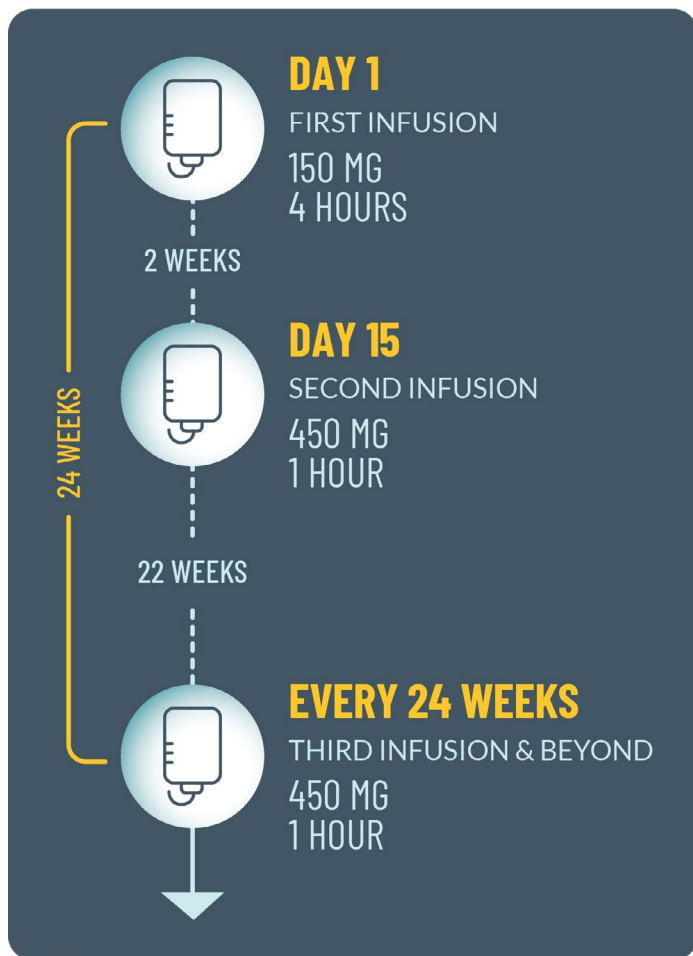 DAY 1
FIRST INFUSION
150 MG
4 HOURS
2 WEEKS
DAY 15
SECOND INFUSION
450 MG
1 HOUR
24 WEEKS
22 WEEKS
EVERY 24 WEEKS
THIRD INFUSION & BEYOND
450 MG
1 HOUR